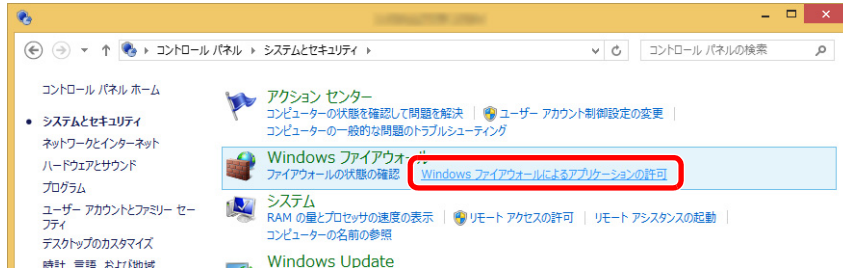 コントロール パネル ▸ システムとセキュリティ ▸
コントロール パネルの検索
コントロール パネル ホーム
システムとセキュリティ
ネットワークとインターネット
ハードウェアとサウンド
プログラム
ユーザー アカウントとファミリー セー
フティ
デスクトップのカスタマイズ
時計、言語、および地域
アクション センター
コンピューターの状態を確認して問題を解決 ユーザー アカウント制御設定の変更
コンピューターの一般的な問題のトラブルシューティング
Windows ファイアウォール
ファイアウォールの状態の確認 Windows ファイアウォールによるアプリケーションの許可
システム
RAM の量とプロセッサの速度の表示 リモート アクセスの許可 リモート アシスタンスの起動
コンピューターの名前の参照
Windows Update